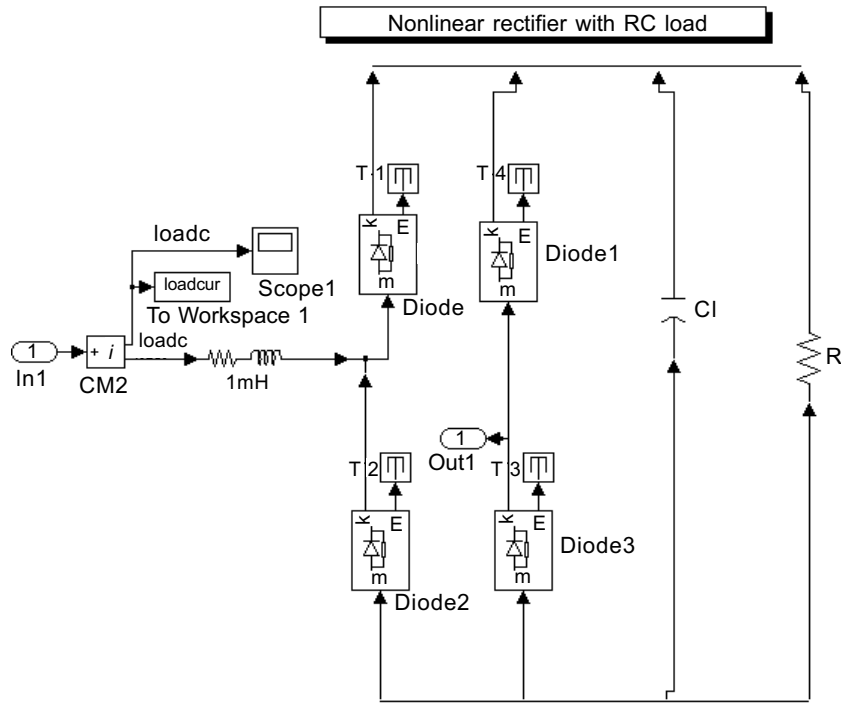 Nonlinear rectifier with RC load
T 1
T 4
k
E
m
Diode
k
E
m
Diode1
loadc
Scope1
loadcur
To Workspace 1
loadc
1
In1
+ i
CM2
1mH
Cl
R
1
Out1
T 2
T 3
k
E
m
Diode2
k
E
m
Diode3